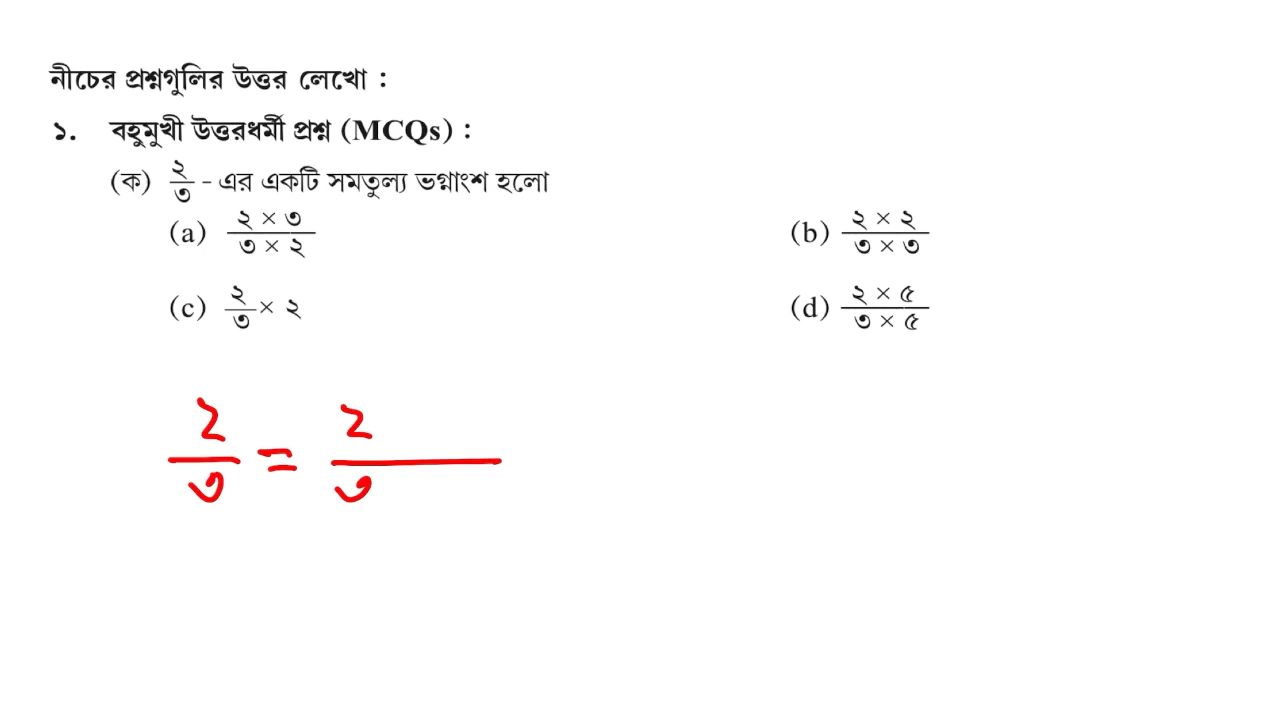 নীচের প্রশ্নগুলির উত্তর লেখো :
১. বহুমুখী উত্তরধর্মী প্রশ্ন (MCQs) :
(ক) ২/৩ - এর একটি সমতুল্য ভগ্নাংশ হলো
(a) ২ × ৩ / ৩ × ২ (b) ২ × ২ / ৩ × ৩
(c) ২/৩ × ২ (d) ২ × ৫ / ৩ × ৫
২/৩ = ২/৩